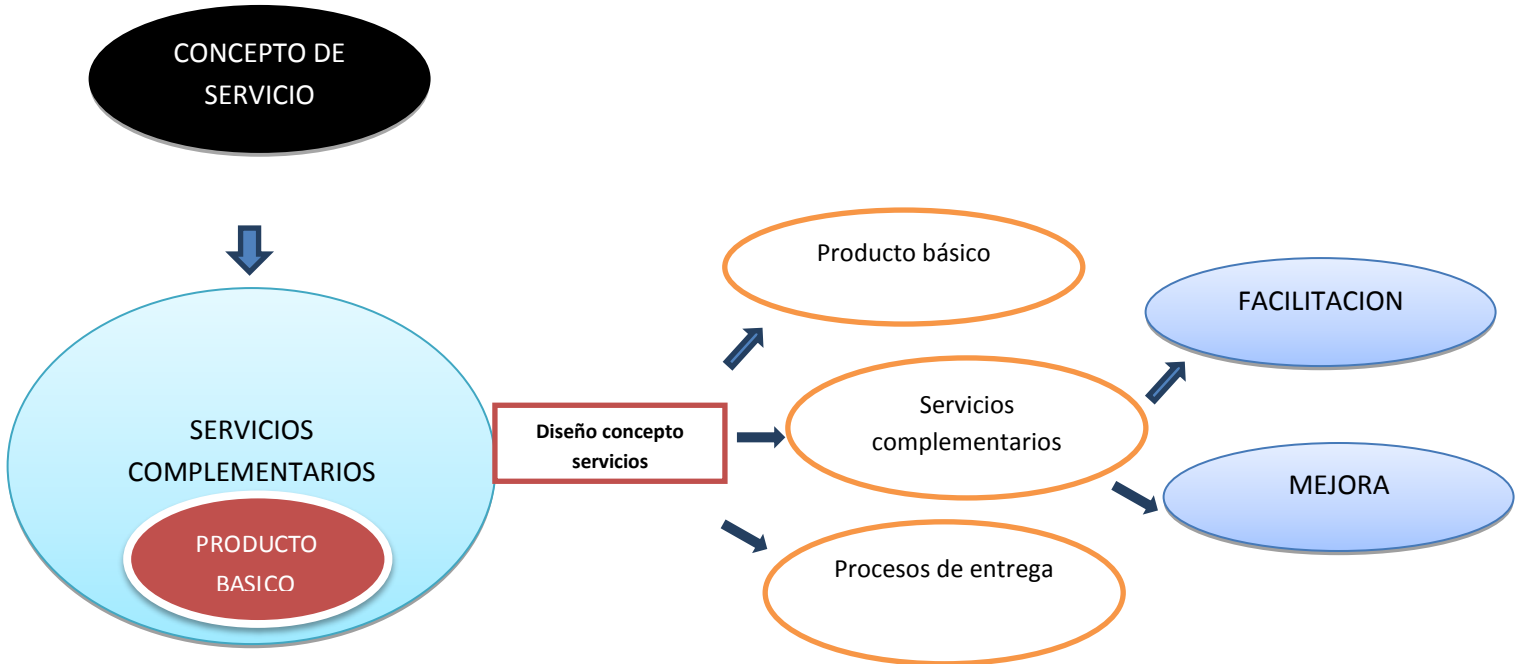 CONCEPTO DE
SERVICIO
SERVICIOS
COMPLEMENTARIOS
PRODUCTO
BASICO
Diseño concepto
servicios
Producto básico
Servicios
complementarios
Procesos de entrega
FACILITACION
MEJORA